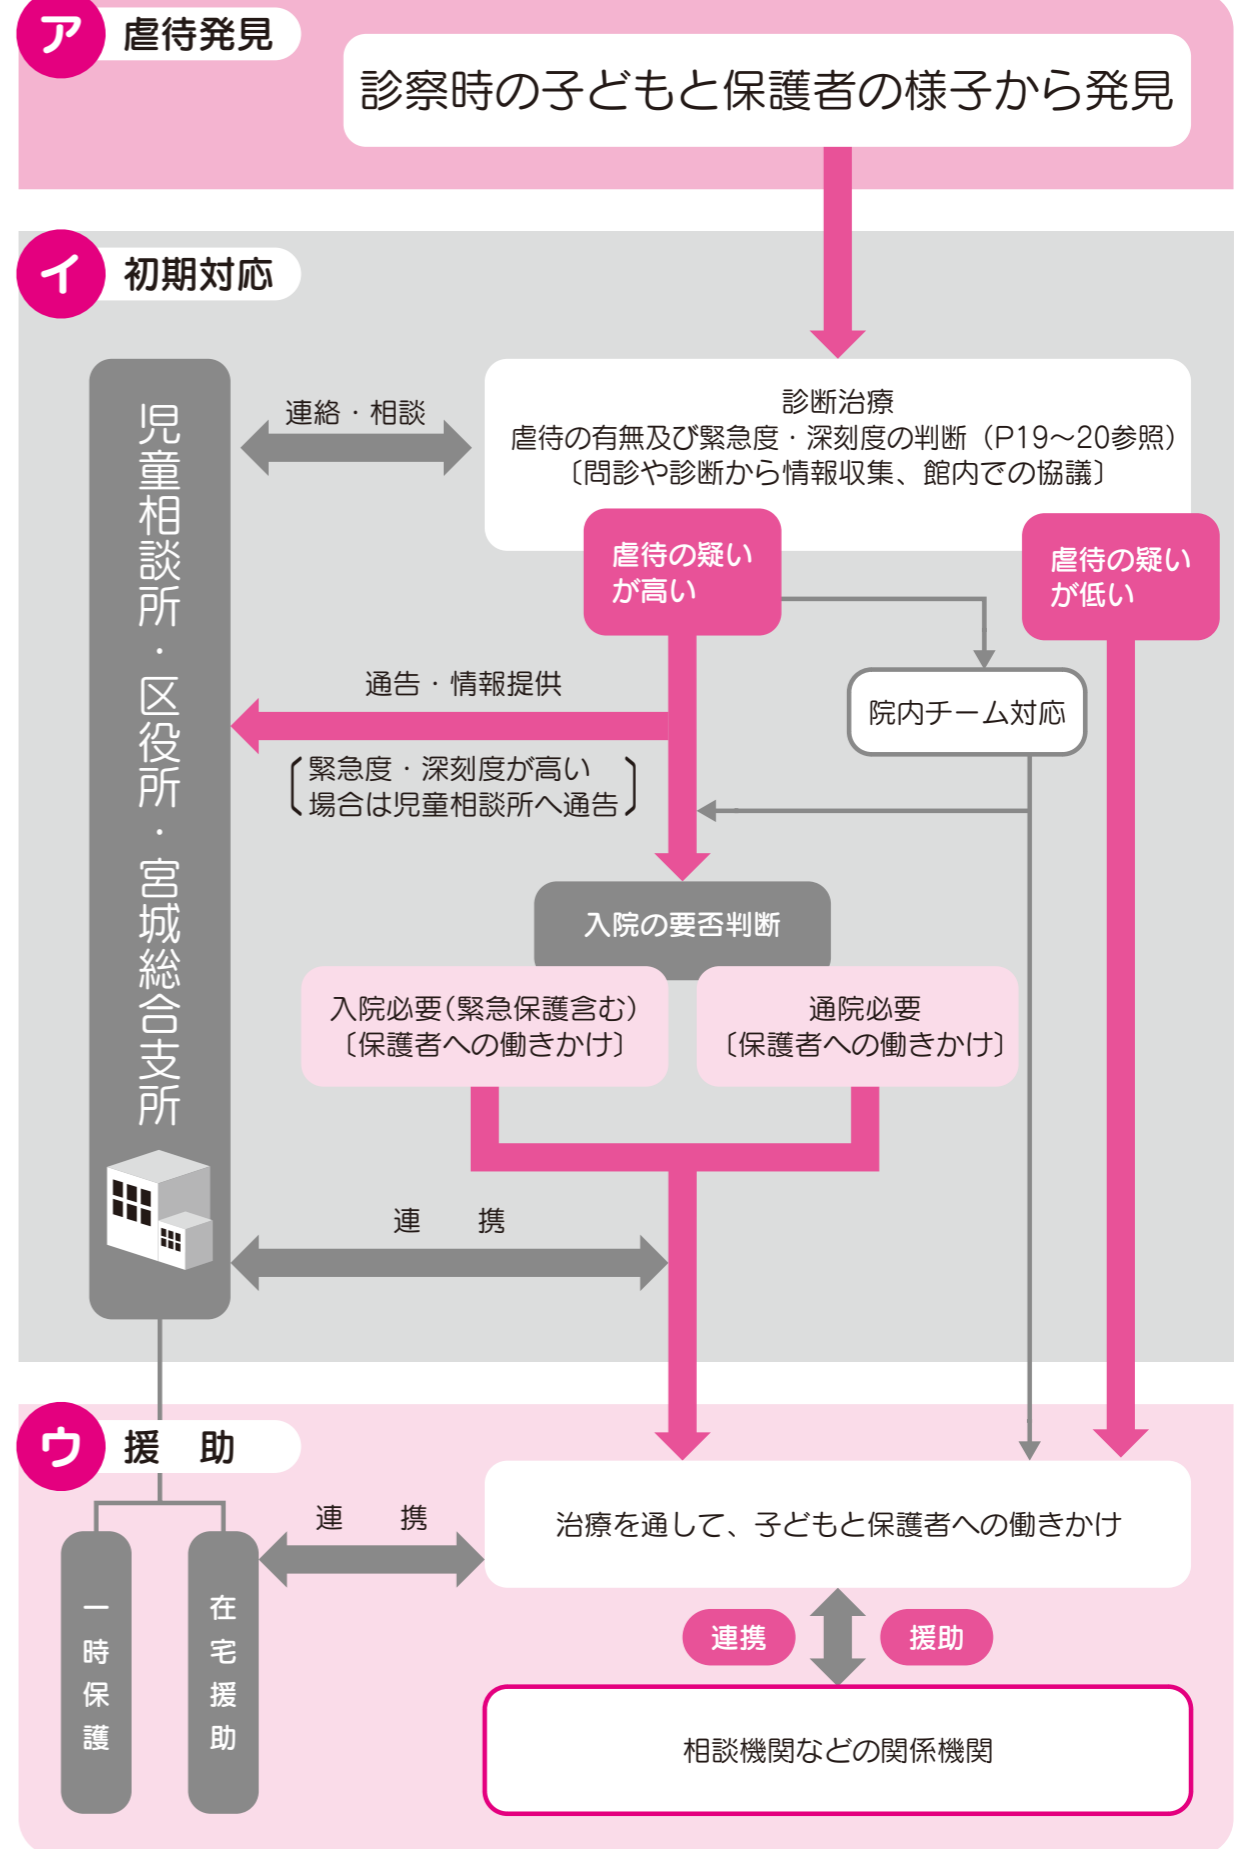 ア 虐待発見
診察時の子どもと保護者の様子から発見
イ 初期対応
児童相談所・区役所・宮城総合支所
連絡・相談
診断治療
虐待の有無及び緊急度・深刻度の判断（P19〜20参照）
〔問診や診断から情報収集、館内での協議〕
虐待の疑い
が高い
虐待の疑い
が低い
院内チーム対応
通告・情報提供
緊急度・深刻度が高い
場合は児童相談所へ通告
入院の要否判断
入院必要（緊急保護含む）
〔保護者への働きかけ〕
通院必要
〔保護者への働きかけ〕
連　携
ウ 援　助
一時保護
在宅援助
連　携
治療を通して、子どもと保護者への働きかけ
連携
援助
相談機関などの関係機関